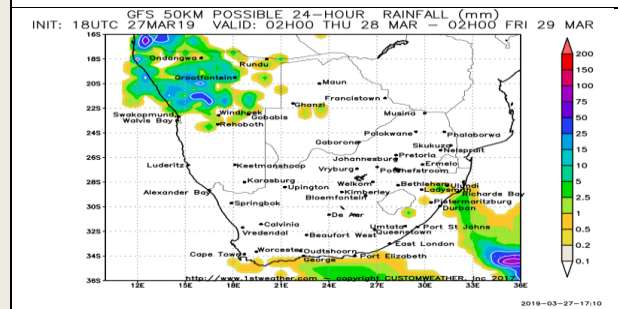 GFS 50KM POSSIBLE 24-HOUR RAINFALL (mm)
INIT: 18UTC 27MAR19 VALID: 02H00 THU 28 MAR - 02H00 FRI 29 MAR
16S
18S
20S
22S
24S
26S
28S
30S
32S
34S
36S
Ondangwa
Rundu
Grootfontein
Maun
Francistown
Ghanzi
Swakopmund
Windhoek
Gobabis
Walvis Bay
Rehoboth
Musina
Polokwane
Phalaborwa
Gaborone
Skukuza
Nelspruit
Pretoria
Johannesburg
Ermelo
Luderitz
Keetmanshoop
Vryburg
Potchefstroom
Karasburg
Upington
Welkom
Bethlehem
Ulundi
Ladysmith
Alexander Bay
Kimberley
Richards Bay
Bloemfontein
Springbok
Pietermaritzburg
Durban
De Aar
Calvinia
Umtata
Port St Johns
Vredendal
Beaufort West
Queenstown
East London
Worcester
Oudtshoorn
Cape Town
George
Port Elizabeth
http://www.1stweather.com - copyright CUSTOMWEATHER, Inc 2017
12E 15E 18E 21E 24E 27E 30E 33E 36E
200
150
100
75
50
25
15
10
5
2.5
1
0.5
0.2
0.1
2019-03-27-17:10